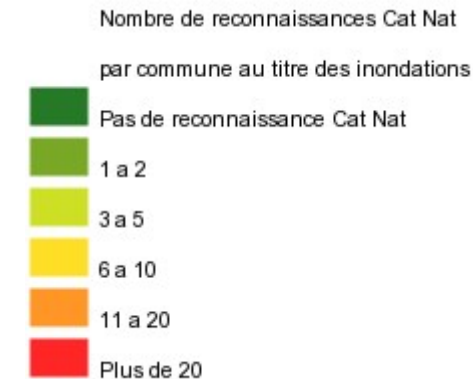 Nombre de reconnaissances Cat Nat
par commune au titre des inondations
Pas de reconnaissance Cat Nat
1 a 2
3 a 5
6 a 10
11 a 20
Plus de 20